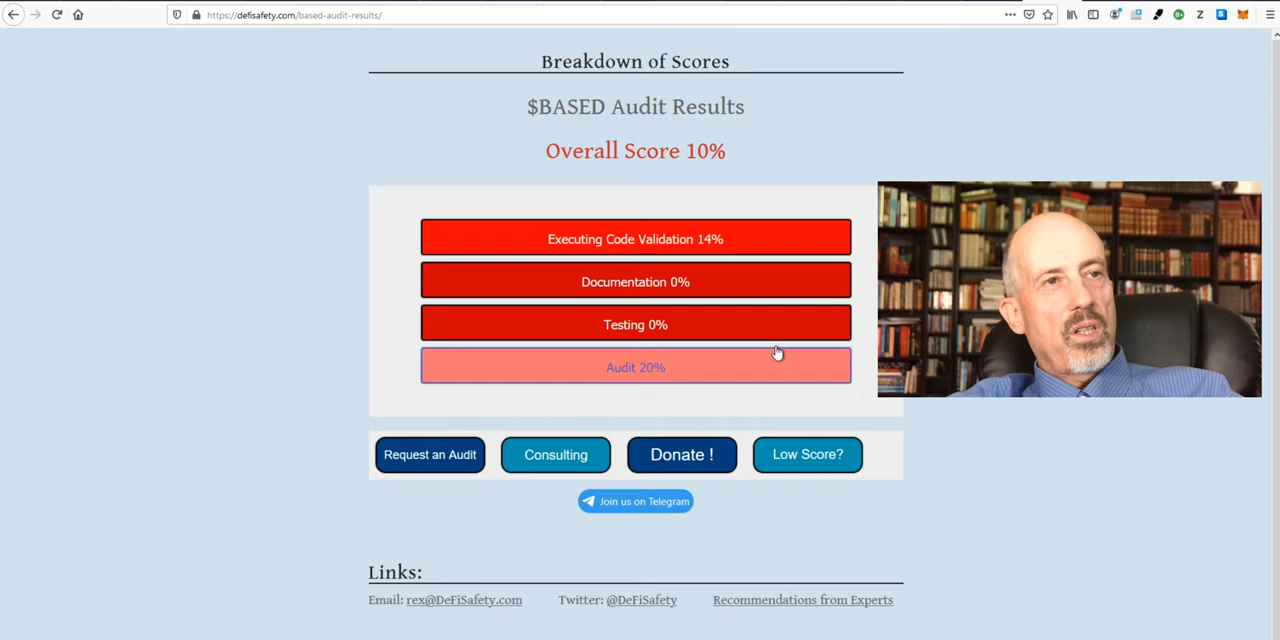 https://defisafety.com/based-audit-results/
Breakdown of Scores
$BASED Audit Results
Overall Score 10%
Executing Code Validation 14%
Documentation 0%
Testing 0%
Audit 20%
Request an Audit
Consulting
Donate !
Low Score?
Join us on Telegram
Links:
Email: rex@DeFiSafety.com
Twitter: @DeFiSafety
Recommendations from Experts